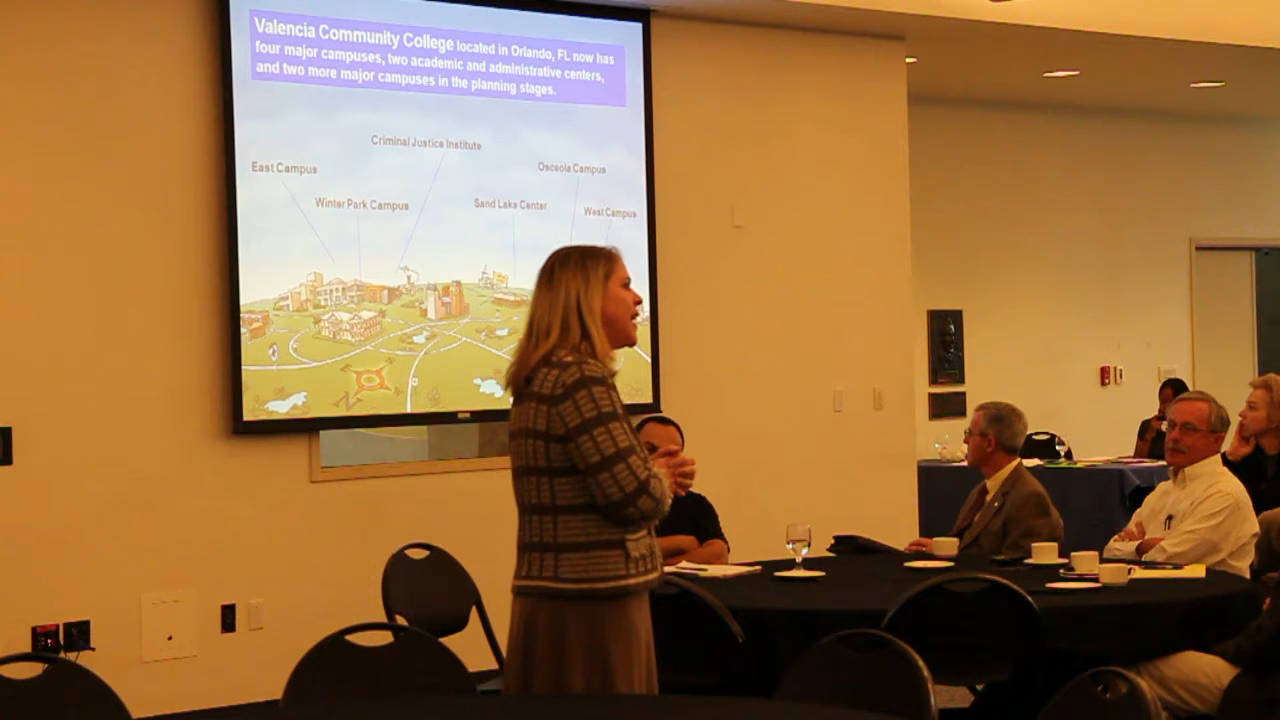 Valencia Community College located in Orlando, FL now has
four major campuses, two academic and administrative centers,
and two more major campuses in the planning stages.
Criminal Justice Institute
East Campus
Osceola Campus
Winter Park Campus
Sand Lake Center
West Campus
N